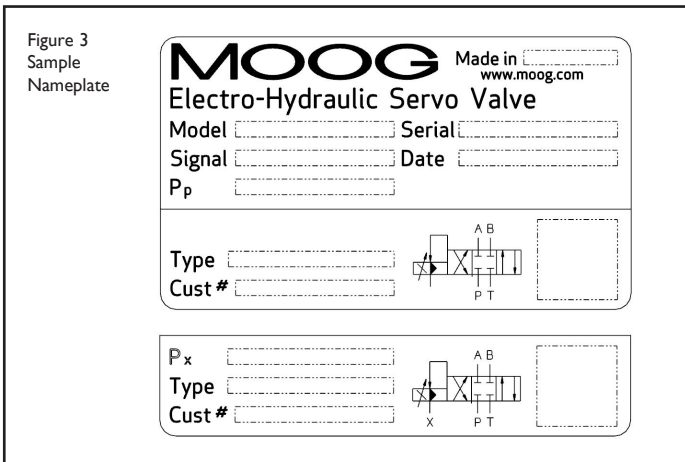 Figure 3
Sample
Nameplate
MOOG Made in
www.moog.com
Electro-Hydraulic Servo Valve
Model Serial
Signal Date
Pp
A B
Type
Cust #
P T
Px
A B
Type
Cust #
X P T